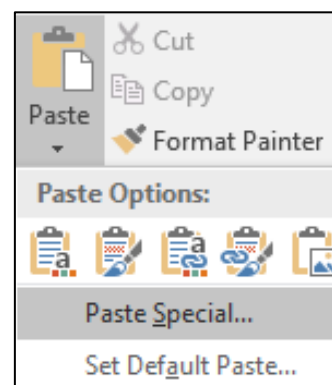 Cut
Copy
Paste
Format Painter
Paste Options:
Paste Special...
Set Default Paste...